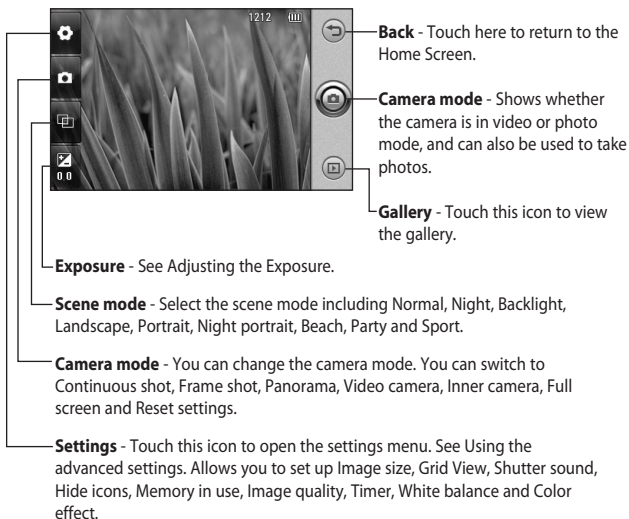 1212
0 0
Back - Touch here to return to the
Home Screen.
Camera mode - Shows whether
the camera is in video or photo
mode, and can also be used to take
photos.
Gallery - Touch this icon to view
the gallery.
Exposure - See Adjusting the Exposure.
Scene mode - Select the scene mode including Normal, Night, Backlight,
Landscape, Portrait, Night portrait, Beach, Party and Sport.
Camera mode - You can change the camera mode. You can switch to
Continuous shot, Frame shot, Panorama, Video camera, Inner camera, Full
screen and Reset settings.
Settings - Touch this icon to open the settings menu. See Using the
advanced settings. Allows you to set up Image size, Grid View, Shutter sound,
Hide icons, Memory in use, Image quality, Timer, White balance and Color
effect.